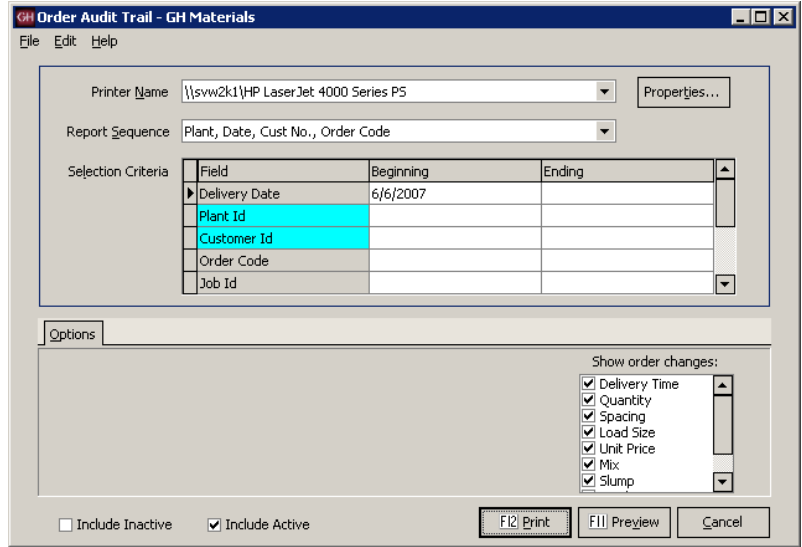 GH Order Audit Trail - GH Materials
File Edit Help
Printer Name \\svw2k1\HP LaserJet 4000 Series PS Properties...
Report Sequence Plant, Date, Cust No., Order Code
Selection Criteria Field Beginning Ending
Delivery Date 6/6/2007
Plant Id
Customer Id
Order Code
Job Id
Options
Show order changes:
Delivery Time
Quantity
Spacing
Load Size
Unit Price
Mix
Slump
Include Inactive Include Active F12 Print F11 Preview Cancel